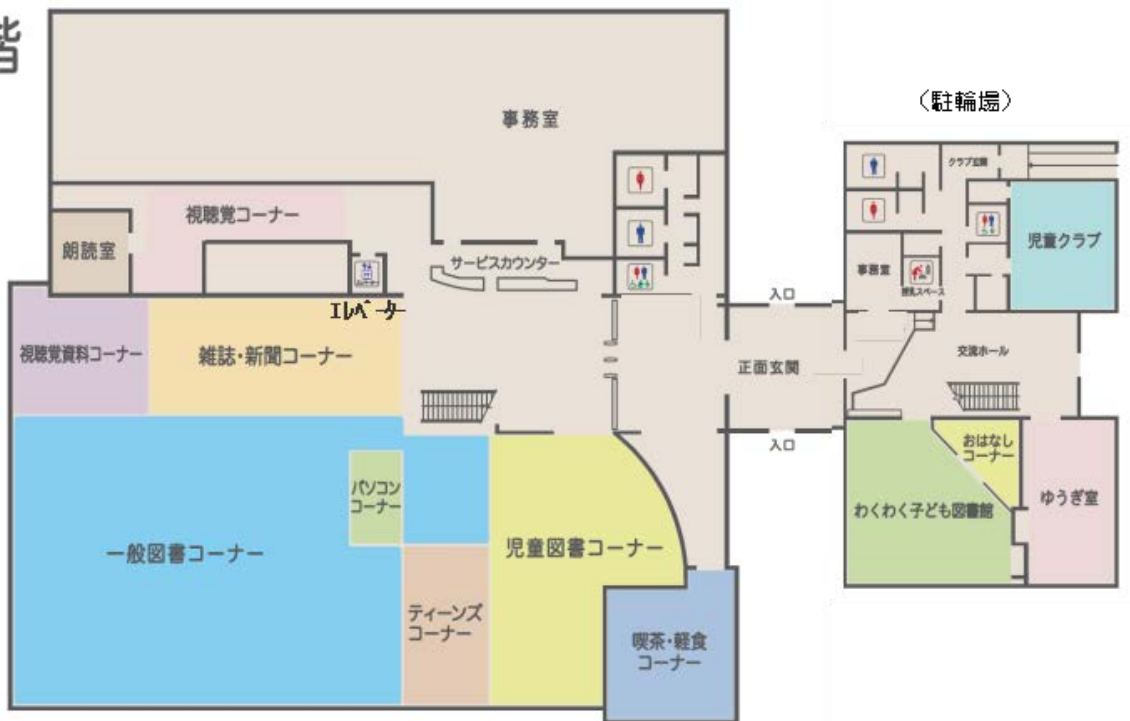 階
事務室
(駐輪場)
クラブ玄関
視聴覚コーナー
朗読室
サービスカウンター
児童クラブ
事務室
授乳スペース
エレベーター
入口
視聴覚資料コーナー
雑誌・新聞コーナー
正面玄関
交流ホール
入口
おはなし
コーナー
パソコン
コーナー
ゆうぎ室
わくわく子ども図書館
一般図書コーナー
児童図書コーナー
ティーンズ
コーナー
喫茶・軽食
コーナー